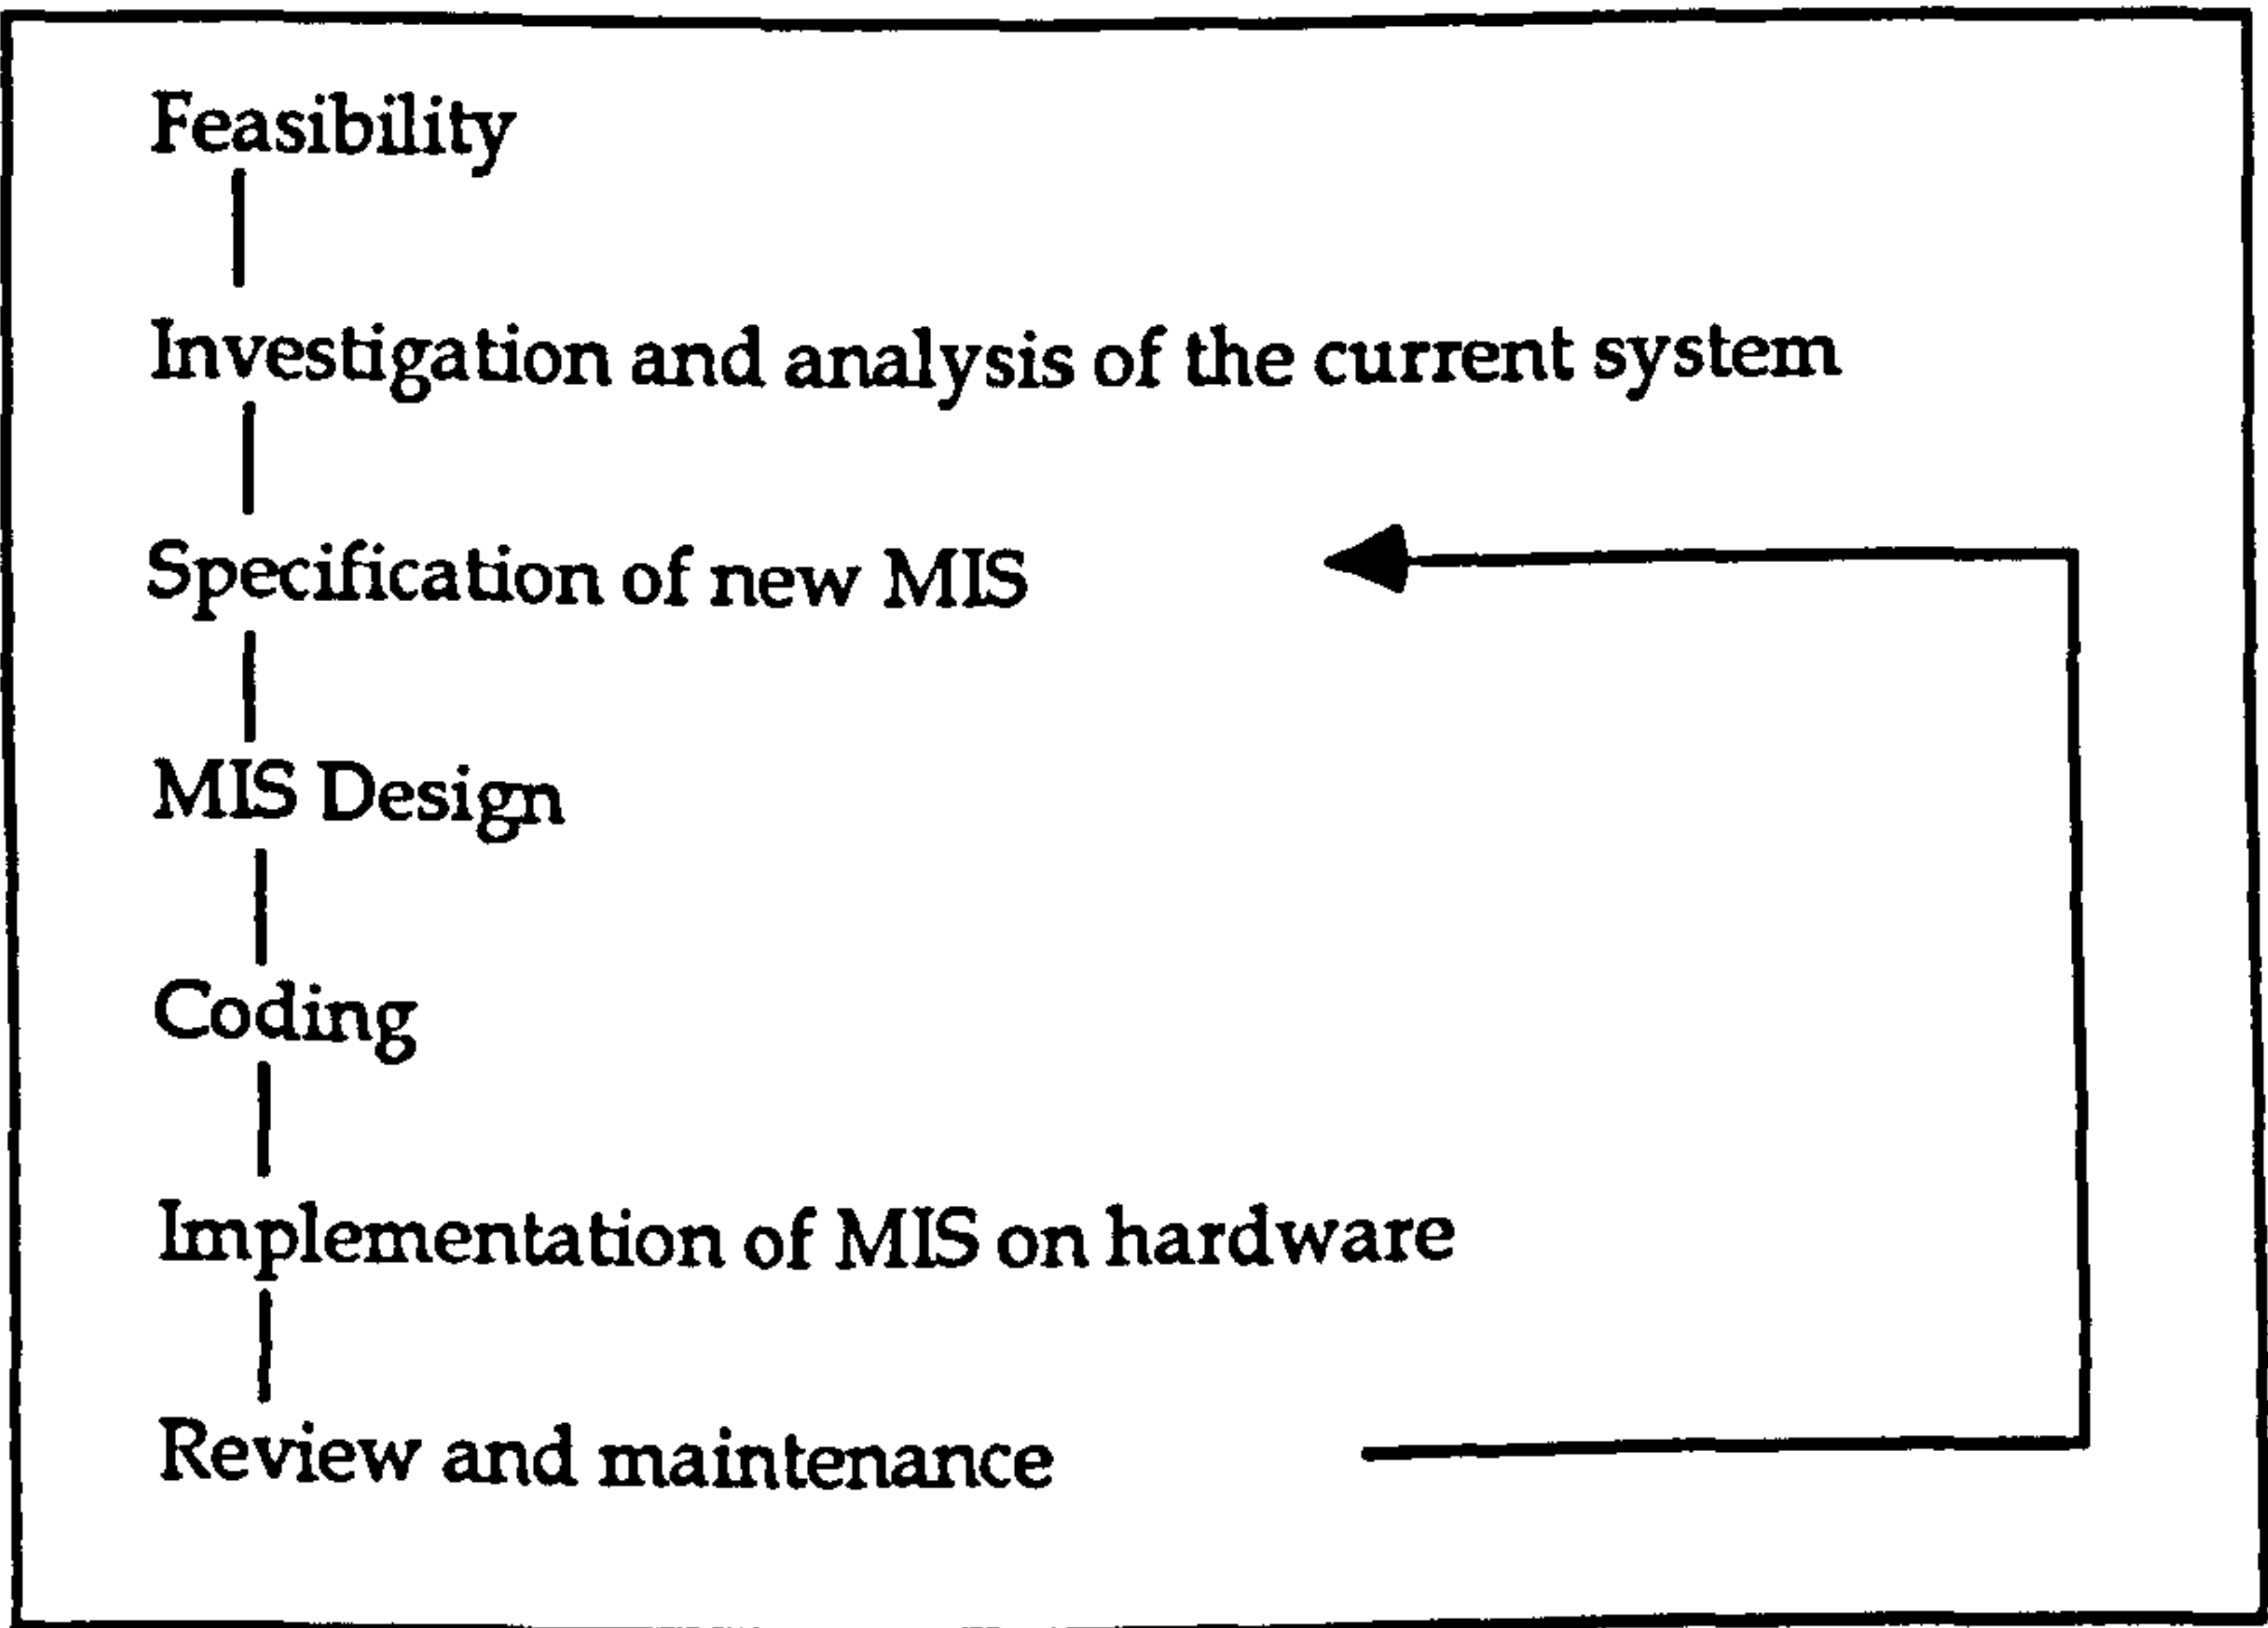 Feasibility
Investigation and analysis of the current system
Specification of new MIS
MIS Design
Coding
Implementation of MIS on hardware
Review and maintenance